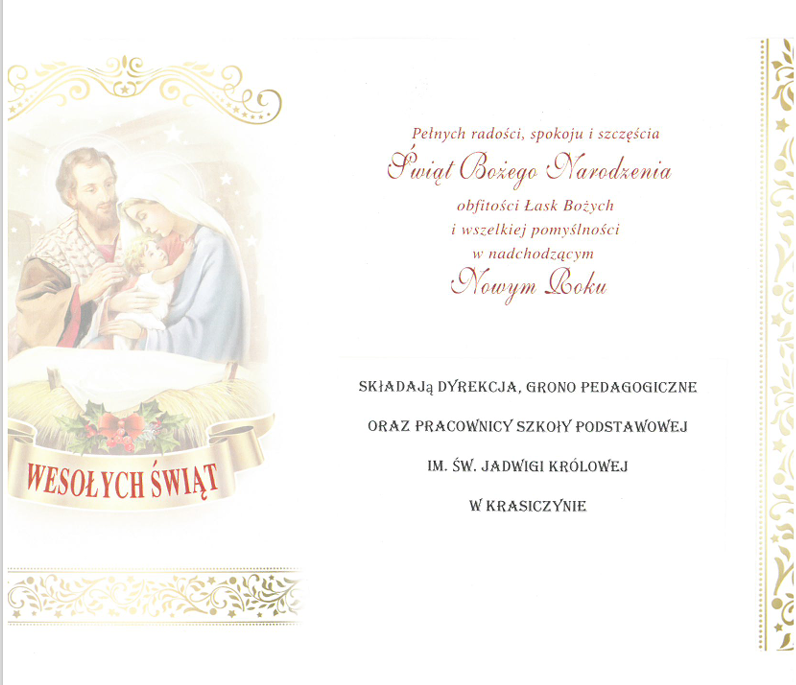 Pełnych radości, spokoju i szczęścia
Świąt Bożego Narodzenia
obfitości Łask Bożych
i wszelkiej pomyślności
w nadchodzącym
Nowym Roku
SKŁADAJą DYREKCJA, GRONO PEDAGOGICZNE
ORAZ PRACOWNICY SZKOŁY PODSTAWOWEJ
IM. ŚW. JADWIGI KRÓLOWEJ
W KRASICZYNIE
WESOŁYCH ŚWIĄT